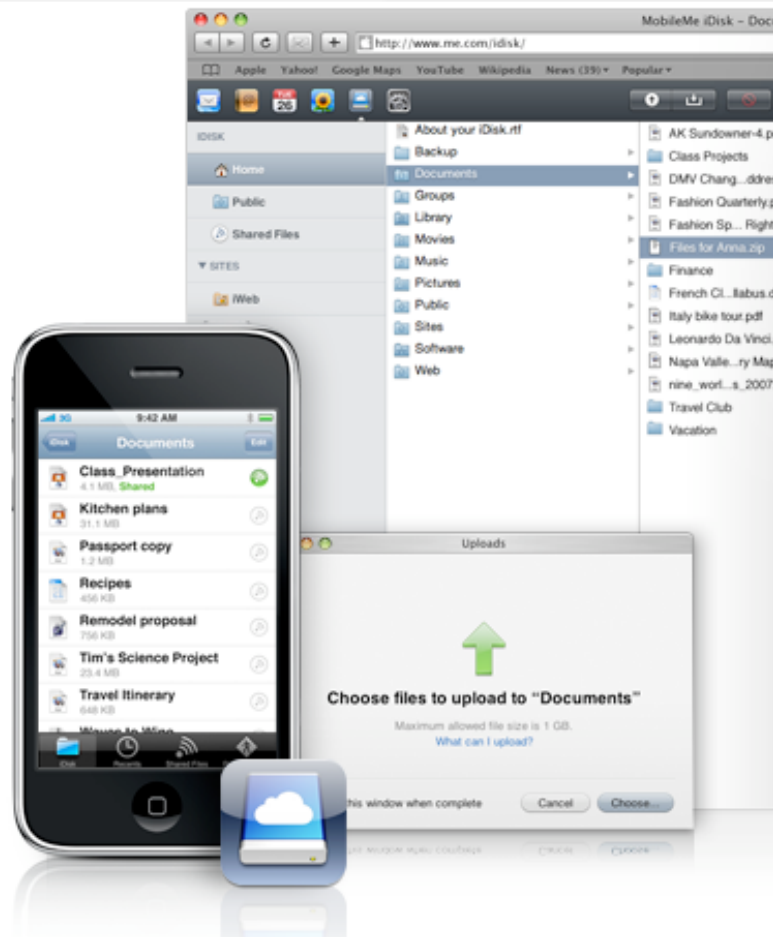 MobileMe iDisk – Doc
http://www.me.com/idisk/
Apple Yahoo! Google Maps YouTube Wikipedia News (39) Popular
TUE
26
IDISK
Home
Public
Shared Files
SITES
iWeb
About your iDisk.rtf
Backup
Documents
Groups
Library
Movies
Music
Pictures
Public
Sites
Software
Web
AK Sundowner-4.p
Class Projects
DMV Chang...ddre
Fashion Quarterly.p
Fashion Sp... Right
Files for Anna.zip
Finance
French Cl...llabus.d
Italy bike tour.pdf
Leonardo Da Vinci.
Napa Valle...ry Map
nine_worl...s_2007
Travel Club
Vacation
3G 9:42 AM
iDisk Documents Edit
Class_Presentation
4.1 MB, Shared
Kitchen plans
31.1 MB
Passport copy
1.2 MB
Recipes
456 KB
Remodel proposal
756 KB
Tim's Science Project
23.4 MB
Travel Itinerary
648 KB
iDisk Recents Shared Files
Uploads
Choose files to upload to “Documents”
Maximum allowed file size is 1 GB.
What can I upload?
his window when complete Cancel Choose...